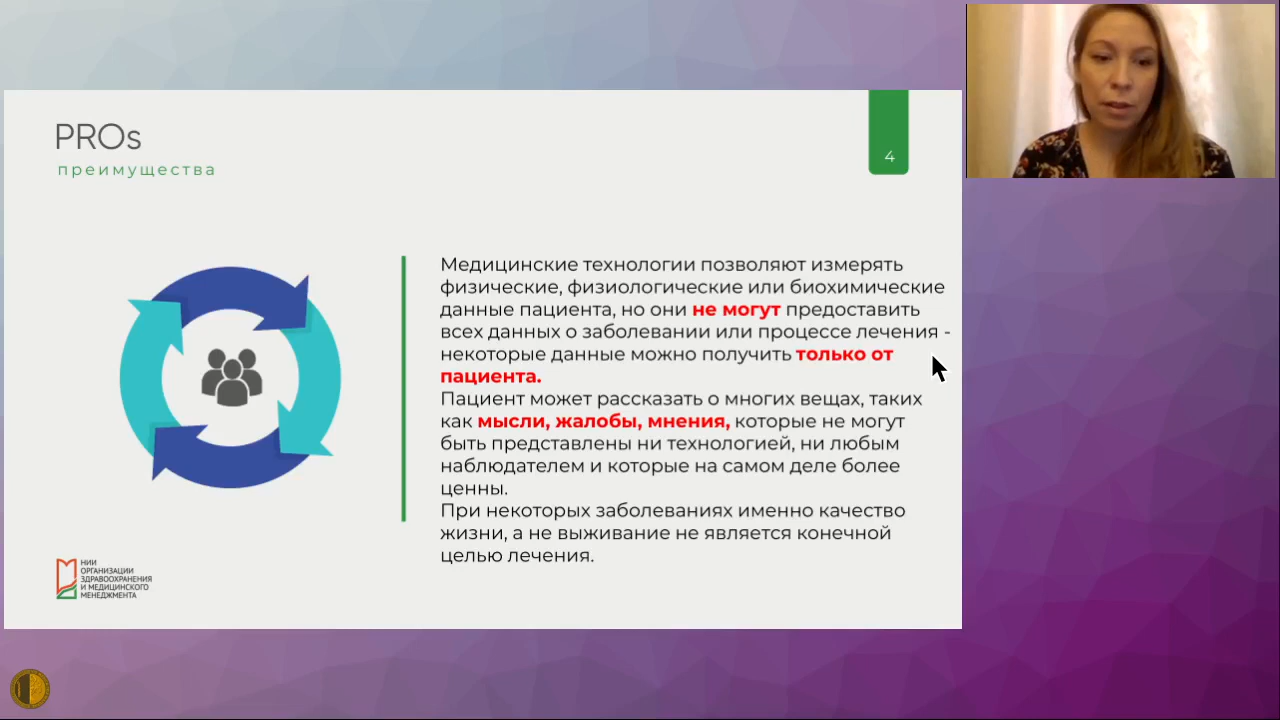 PROs
преимущества
4
Медицинские технологии позволяют измерять
физические, физиологические или биохимические
данные пациента, но они не могут предоставить
всех данных о заболевании или процессе лечения -
некоторые данные можно получить только от
пациента.
Пациент может рассказать о многих вещах, таких
как мысли, жалобы, мнения, которые не могут
быть представлены ни технологией, ни любым
наблюдателем и которые на самом деле более
ценны.
При некоторых заболеваниях именно качество
жизни, а не выживание не является конечной
целью лечения.
НИИ
ОРГАНИЗАЦИИ
ЗДРАВООХРАНЕНИЯ
И МЕДИЦИНСКОГО
МЕНЕДЖМЕНТА